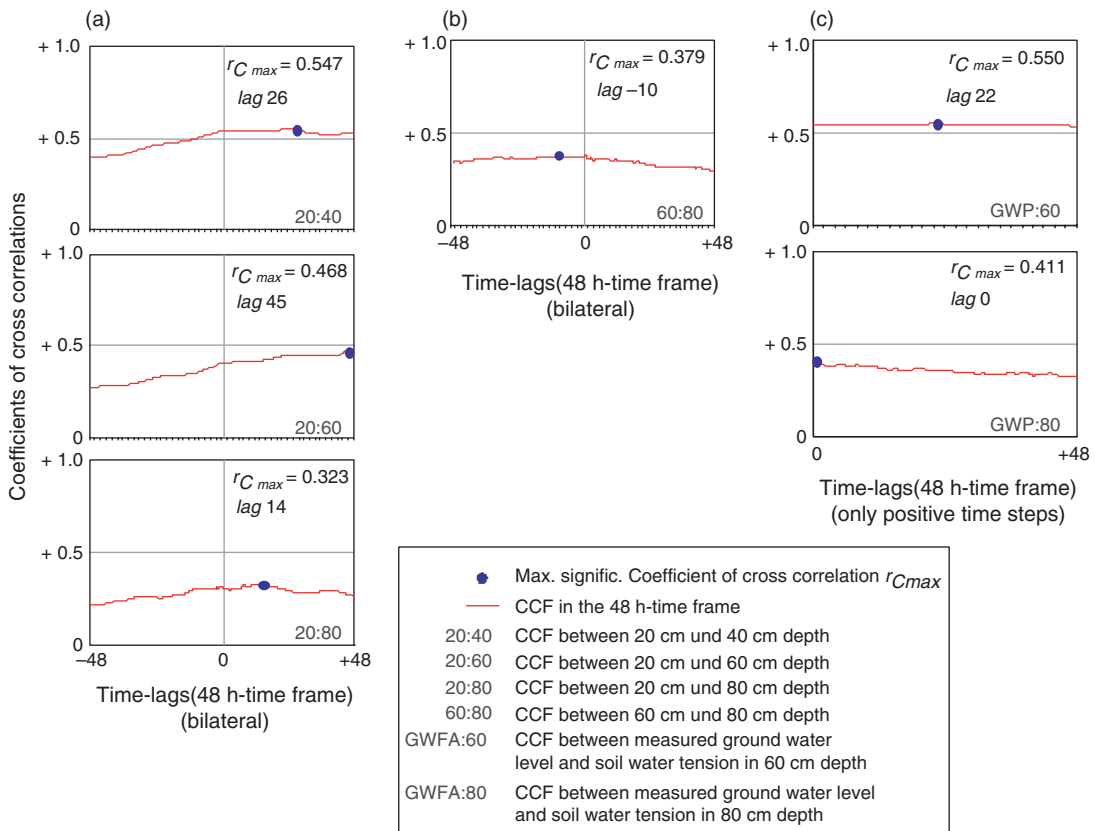 (a)
Coefficients of cross correlations
+ 1.0
+ 0.5
0
rC max = 0.547
lag 26
20:40
+ 1.0
+ 0.5
0
rC max = 0.468
lag 45
20:60
+ 1.0
+ 0.5
0
rC max = 0.323
lag 14
20:80
−48
0
+48
Time-lags(48 h-time frame)
(bilateral)
(b)
+ 1.0
+ 0.5
0
rC max = 0.379
lag −10
60:80
−48
0
+48
Time-lags(48 h-time frame)
(bilateral)
(c)
+ 1.0
+ 0.5
0
rC max = 0.550
lag 22
GWP:60
+ 1.0
+ 0.5
0
rC max = 0.411
lag 0
GWP:80
0
+48
Time-lags(48 h-time frame)
(only positive time steps)
Max. signific. Coefficient of cross correlation rCmax
CCF in the 48 h-time frame
20:40 CCF between 20 cm und 40 cm depth
20:60 CCF between 20 cm und 60 cm depth
20:80 CCF between 20 cm und 80 cm depth
60:80 CCF between 60 cm und 80 cm depth
GWFA:60 CCF between measured ground water
level and soil water tension in 60 cm depth
GWFA:80 CCF between measured ground water level
and soil water tension in 80 cm depth